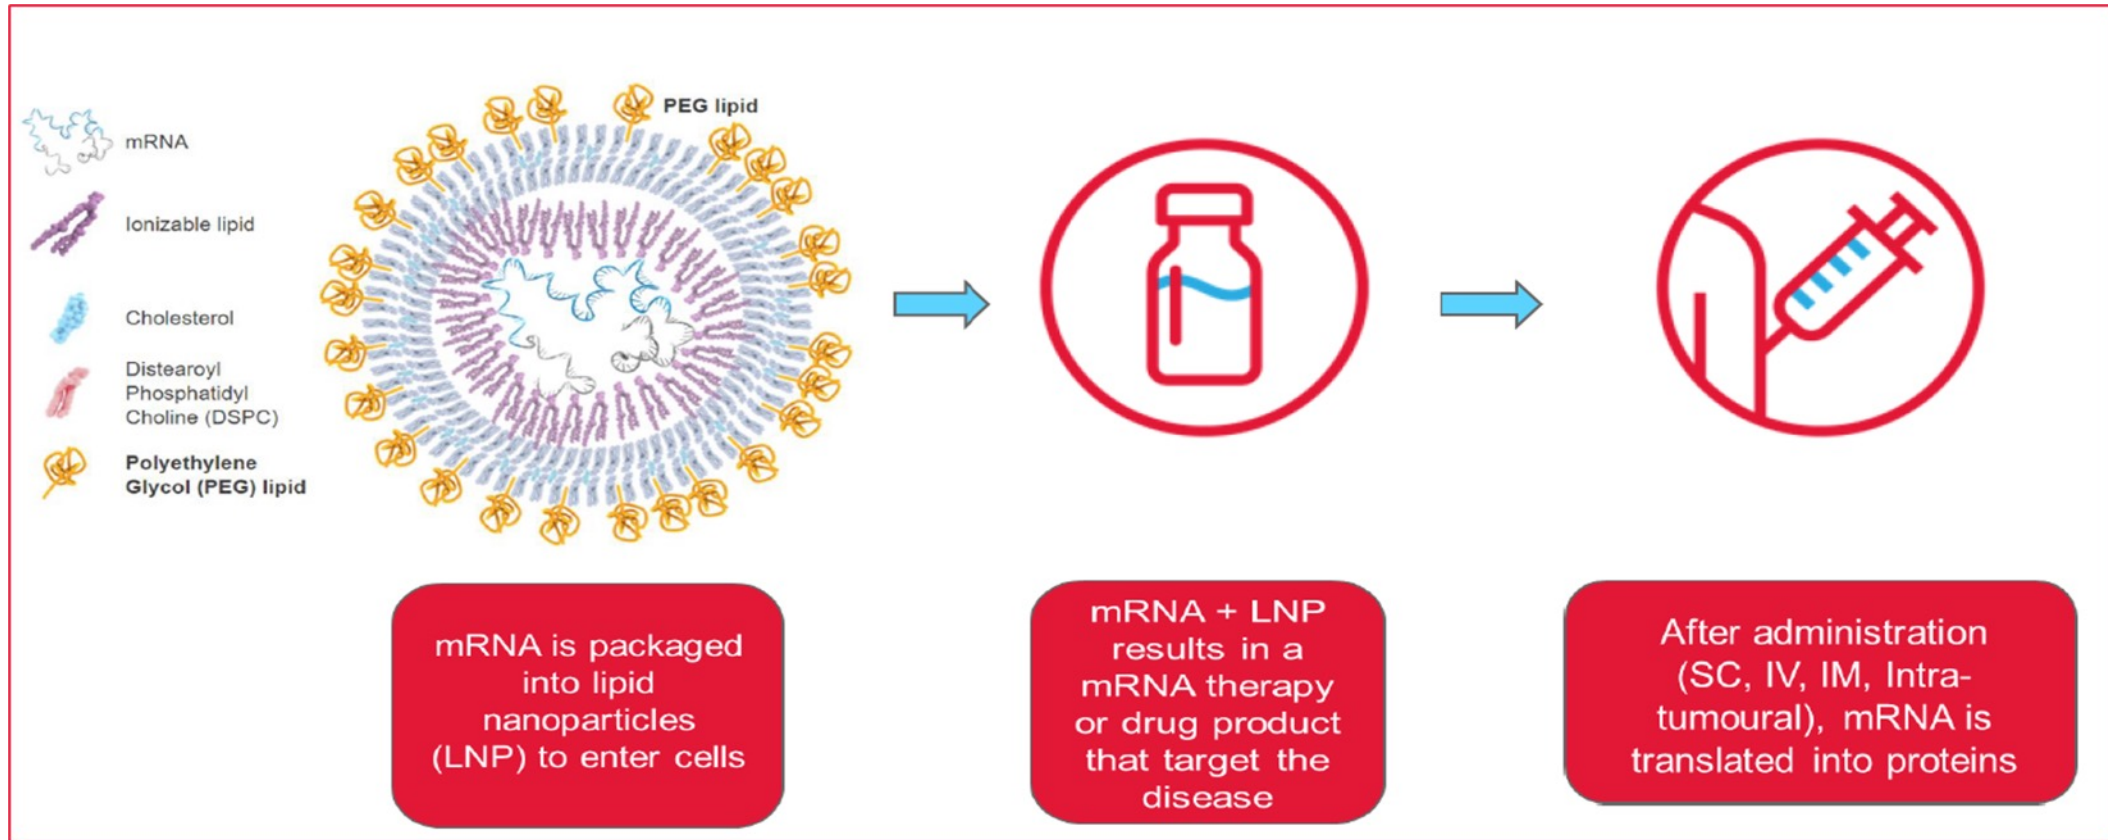 PEG lipid
mRNA
Ionizable lipid
Cholesterol
Distearoyl
Phosphatidyl
Choline (DSPC)
Polyethylene
Glycol (PEG) lipid
mRNA is packaged
into lipid
nanoparticles
(LNP) to enter cells
mRNA + LNP
results in a
mRNA therapy
or drug product
that target the
disease
After administration
(SC, IV, IM, Intra-
tumoural), mRNA is
translated into proteins